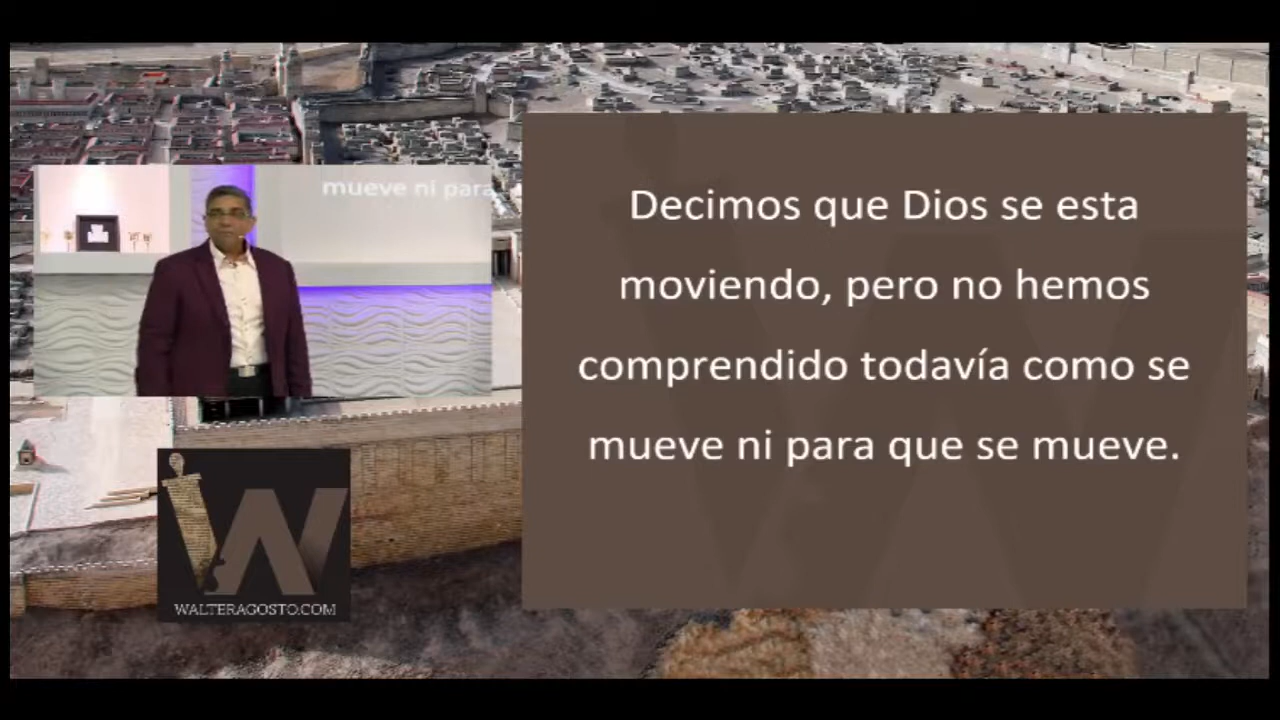 mueve ni para
Decimos que Dios se esta
moviendo, pero no hemos
comprendido todavía como se
mueve ni para que se mueve.
W
WALTERAGOSTO.COM